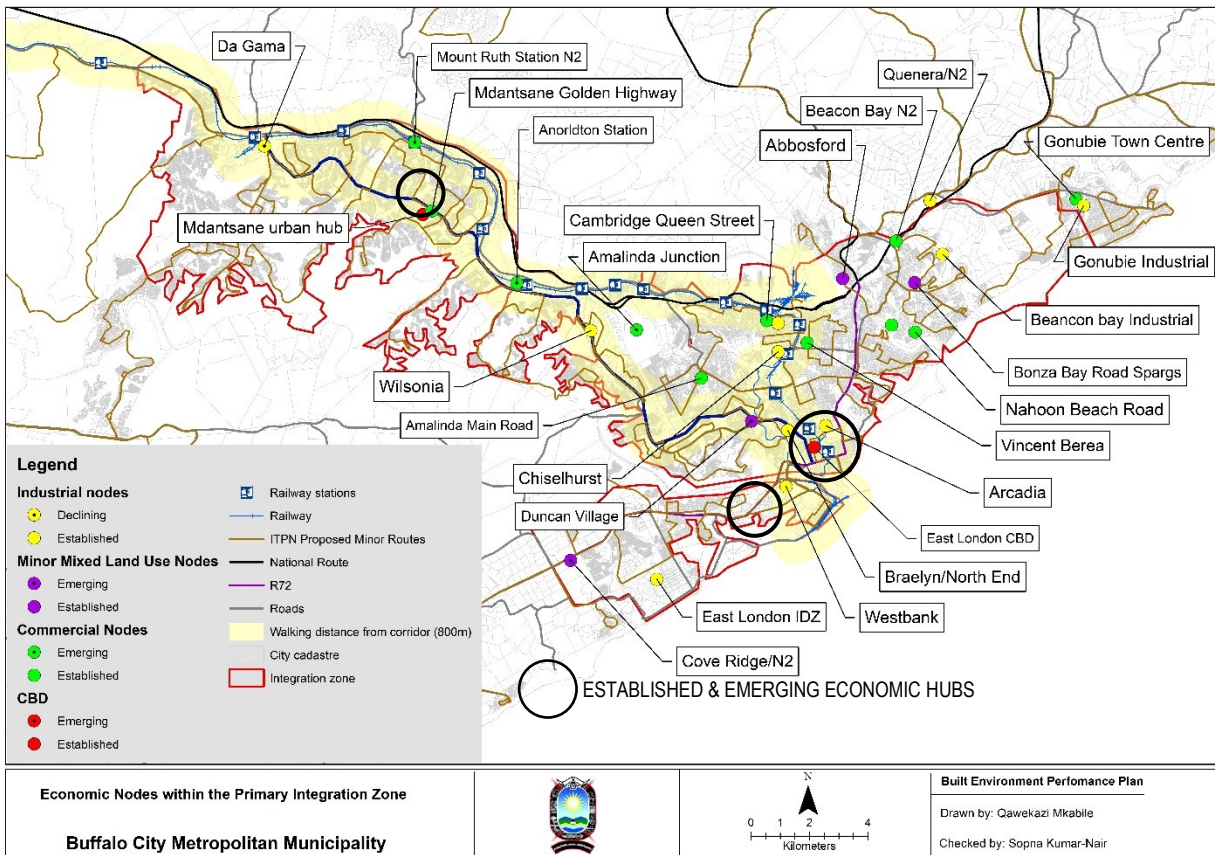 Da Gama
Mount Ruth Station N2
Mdantsane Golden Highway
Anorldton Station
Quenera/N2
Beacon Bay N2
Abbosford
Gonubie Town Centre
Mdantsane urban hub
Cambridge Queen Street
Amalinda Junction
Gonubie Industrial
Beancon bay Industrial
Wilsonia
Bonza Bay Road Spargs
Amalinda Main Road
Nahoon Beach Road
Vincent Berea
Chiselhurst
Arcadia
Duncan Village
East London CBD
Braelyn/North End
East London IDZ
Westbank
Cove Ridge/N2
ESTABLISHED & EMERGING ECONOMIC HUBS
Legend
Industrial nodes
Declining
Established
Minor Mixed Land Use Nodes
Emerging
Established
Commercial Nodes
Emerging
Established
CBD
Emerging
Established
Railway stations
Railway
ITPN Proposed Minor Routes
National Route
R72
Roads
Walking distance from corridor (800m)
City cadastre
Integration zone
Economic Nodes within the Primary Integration Zone
Buffalo City Metropolitan Municipality
N
0 1 2 4
Kilometers
Built Environment Perfomance Plan
Drawn by: Qawekazi Mkabile
Checked by: Sopna Kumar-Nair